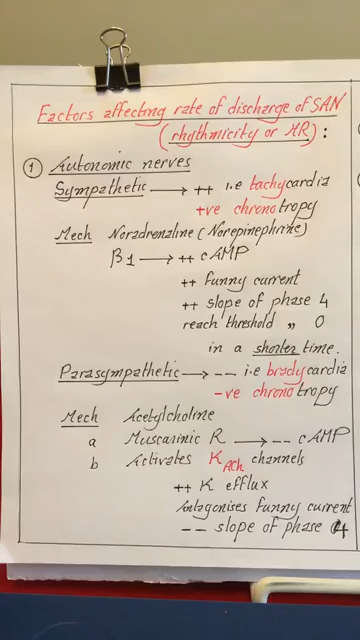 Factors affecting rate of discharge of SAN
(rhythmicity or HR) :
① Autonomic nerves
Sympathetic → ++ i.e tachycardia
+ve chronotropy
Mech Noradrenaline (Norepinephrine)
β1 → ++ cAMP
++ funny current
++ slope of phase 4
reach threshold „ 0
in a shorter time.
Parasympathetic → -- i.e bradycardia
-ve chronotropy
Mech Acetylcholine
a Muscarinic R → -- cAMP
b Activates K ACh channels
++ K efflux
Antagonises funny current
-- slope of phase 4